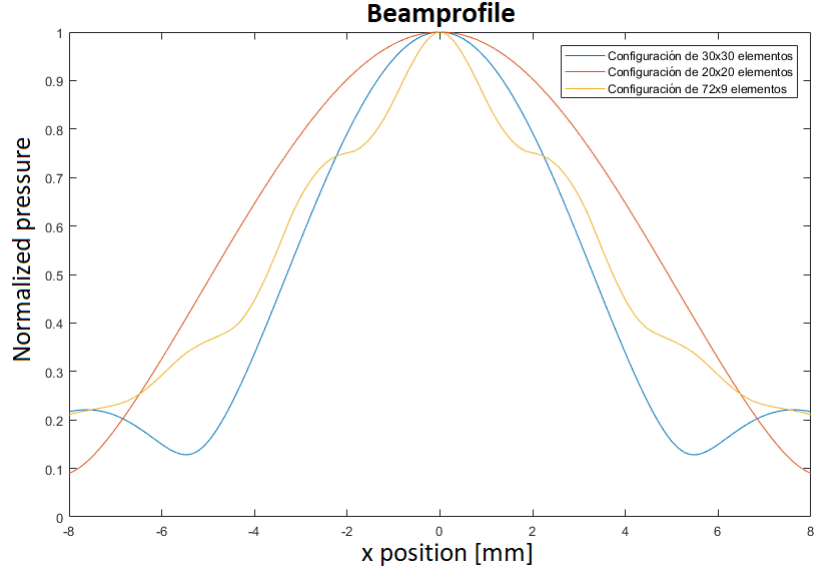 Beamprofile
Configuración de 30x30 elementos
Configuración de 20x20 elementos
Configuración de 72x9 elementos
Normalized pressure
1
0.9
0.8
0.7
0.6
0.5
0.4
0.3
0.2
0.1
0
-8 -6 -4 -2 0 2 4 6 8
x position [mm]